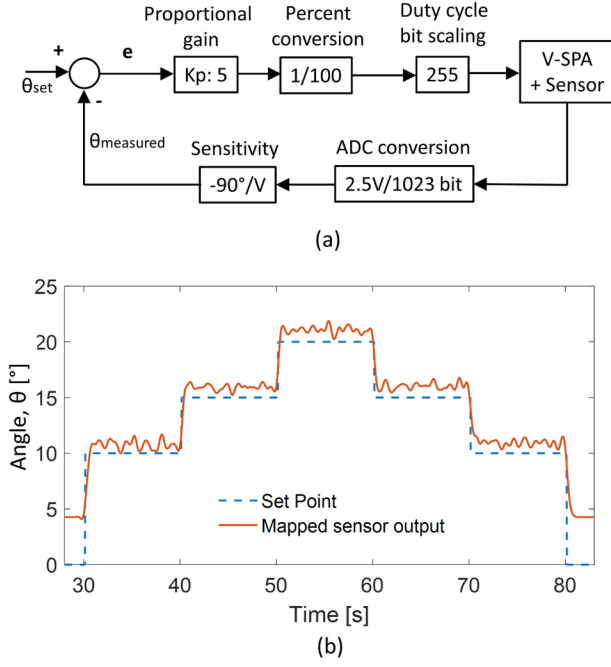 Proportional gain
Percent conversion
Duty cycle bit scaling
+
e
Kp: 5
1/100
255
V-SPA + Sensor
θset
-
θmeasured
Sensitivity
ADC conversion
-90°/V
2.5V/1023 bit
(a)
25
20
15
10
5
0
Angle, θ [°]
Set Point
Mapped sensor output
30 40 50 60 70 80
Time [s]
(b)